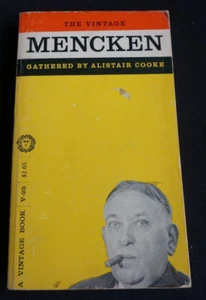 THE VINTAGE
MENCKEN
GATHERED BY ALISTAIR COOKE
A VINTAGE BOOK V-25 $1.65